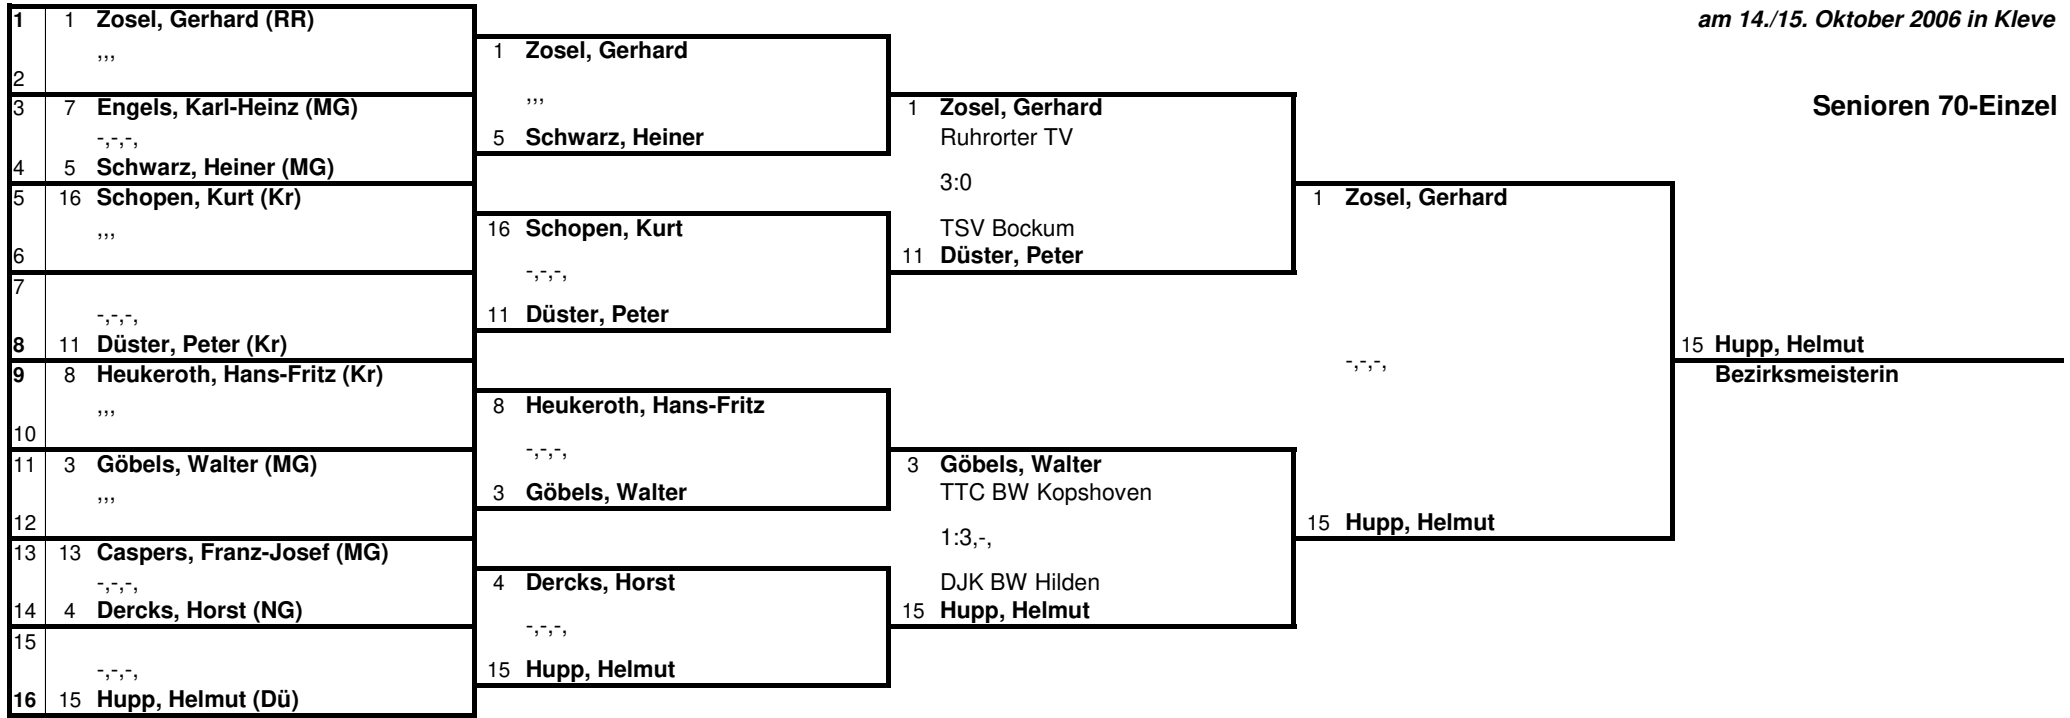 am 14./15. Oktober 2006 in Kleve
Senioren 70-Einzel
1 1 Zosel, Gerhard (RR)
,,,
2
3 7 Engels, Karl-Heinz (MG)
-,-,-,
4 5 Schwarz, Heiner (MG)
5 16 Schopen, Kurt (Kr)
,,,
6
7
-,-,-,
8 11 Düster, Peter (Kr)
9 8 Heukeroth, Hans-Fritz (Kr)
,,,
10
11 3 Göbels, Walter (MG)
,,,
12
13 13 Caspers, Franz-Josef (MG)
-,-,-,
14 4 Dercks, Horst (NG)
15
-,-,-,
16 15 Hupp, Helmut (Dü)
1 Zosel, Gerhard
,,,
5 Schwarz, Heiner
16 Schopen, Kurt
-,-,-,
11 Düster, Peter
8 Heukeroth, Hans-Fritz
-,-,-,
3 Göbels, Walter
4 Dercks, Horst
-,-,-,
15 Hupp, Helmut
1 Zosel, Gerhard
Ruhrorter TV
3:0
TSV Bockum
11 Düster, Peter
3 Göbels, Walter
TTC BW Kopshoven
1:3,-,
DJK BW Hilden
15 Hupp, Helmut
1 Zosel, Gerhard
-,-,-,
15 Hupp, Helmut
15 Hupp, Helmut
Bezirksmeisterin